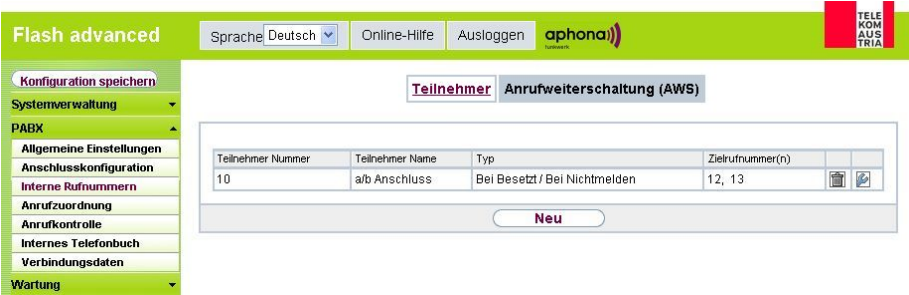 Flash advanced
Sprache Deutsch Online-Hilfe Ausloggen aphona
funkwerk
TELE
KOM
AUS
TRIA
Konfiguration speichern
Systemverwaltung
PABX
Allgemeine Einstellungen
Anschlusskonfiguration
Interne Rufnummern
Anrufzuordnung
Anrufkontrolle
Internes Telefonbuch
Verbindungsdaten
Wartung
Teilnehmer Anrufweiterschaltung (AWS)
Teilnehmer Nummer Teilnehmer Name Typ Zielrufnummer(n)
10 a/b Anschluss Bei Besetzt / Bei Nichtmelden 12, 13
Neu